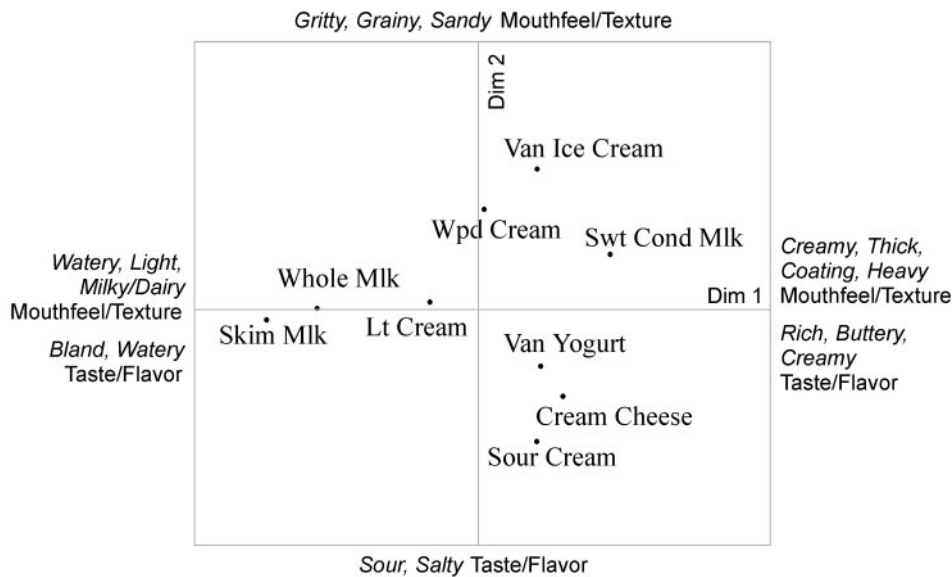 Gritty, Grainy, Sandy Mouthfeel/Texture
Dim 2
Van Ice Cream
Wpd Cream
Swt Cond Mlk
Watery, Light,
Milky/Dairy
Mouthfeel/Texture
Whole Mlk
Creamy, Thick,
Coating, Heavy
Mouthfeel/Texture
Dim 1
Skim Mlk
Lt Cream
Bland, Watery
Taste/Flavor
Van Yogurt
Rich, Buttery,
Creamy
Taste/Flavor
Cream Cheese
Sour Cream
Sour, Salty Taste/Flavor